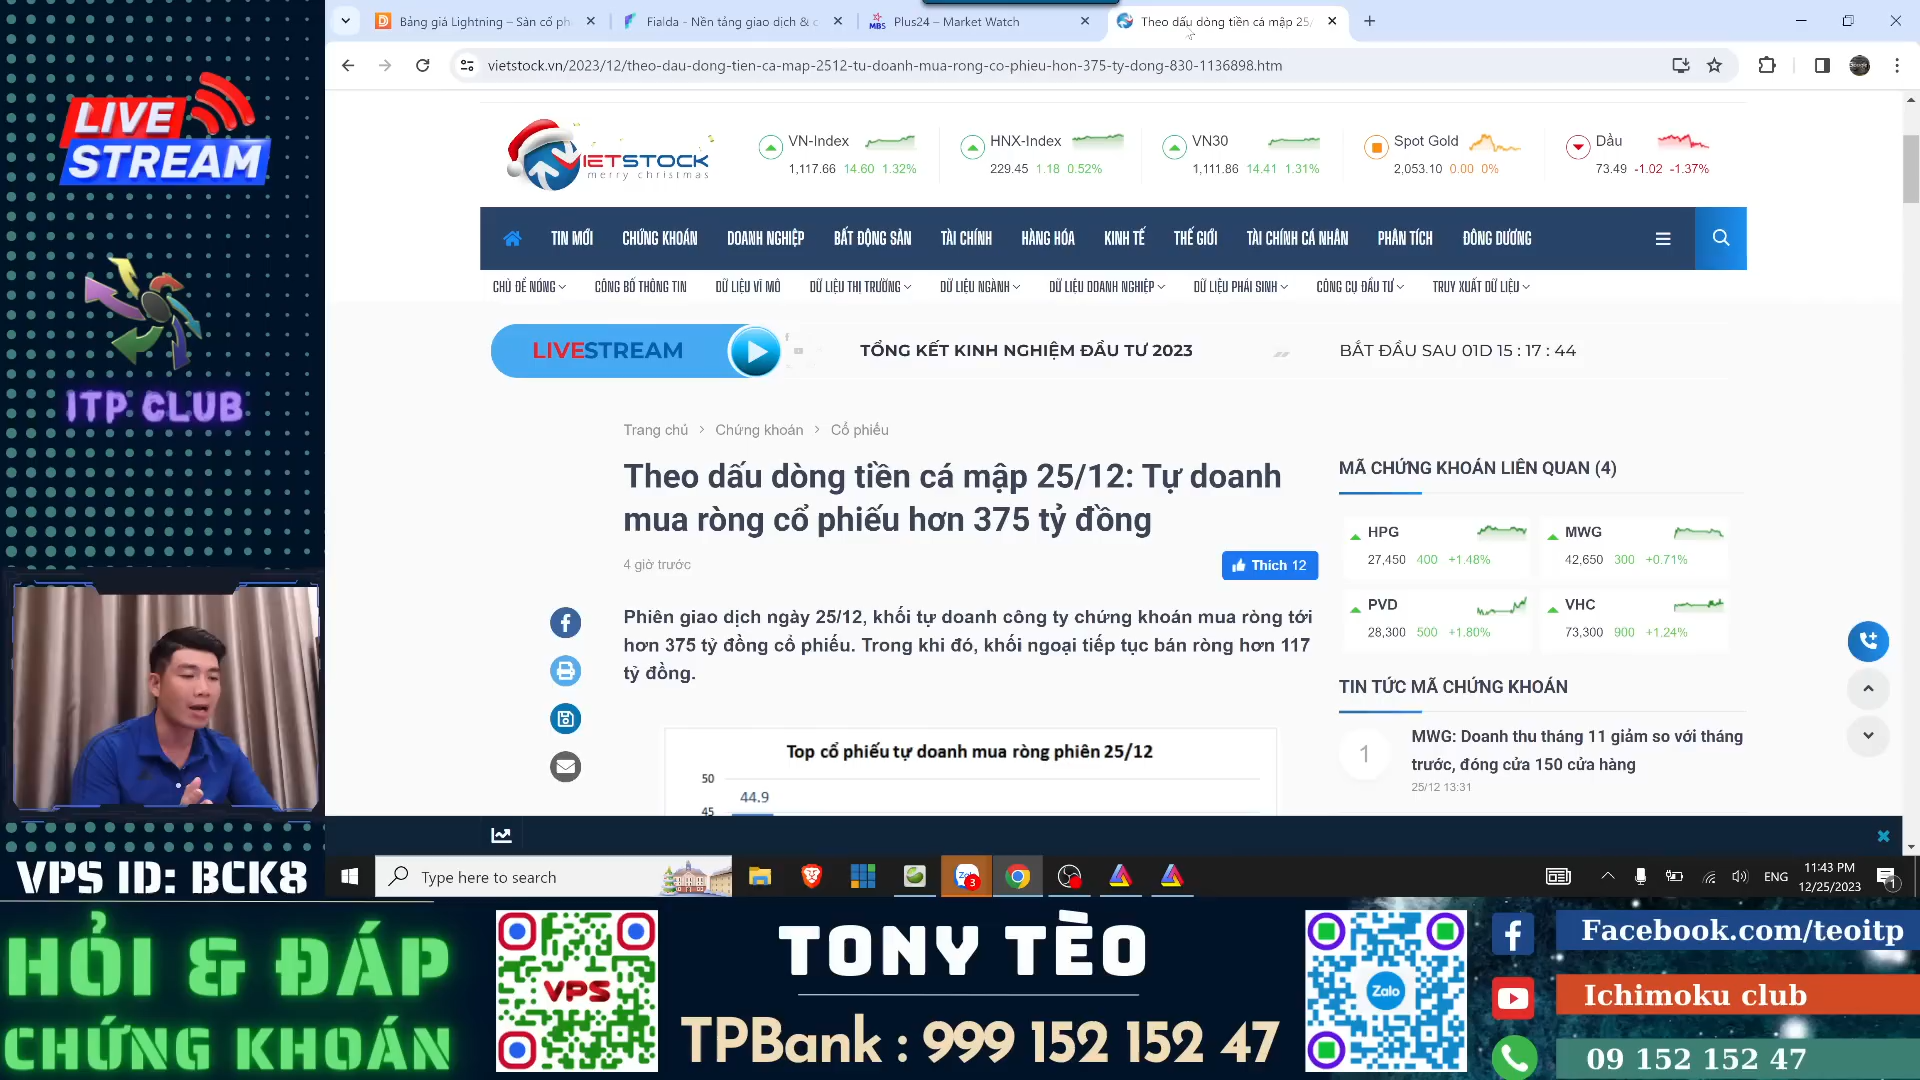 LIVE
STREAM
ITP CLUB
VPS ID: BCK8
Bảng giá Lightning – Sàn cổ ph
Fialda - Nền tảng giao dịch & c
MBS
Plus24 – Market Watch
Theo dấu dòng tiền cá mập 25/
vietstock.vn/2023/12/theo-dau-dong-tien-ca-map-2512-tu-doanh-mua-rong-co-phieu-hon-375-ty-dong-830-1136898.htm
VIETSTOCK
merry christmas
VN-Index
1,117.66 14.60 1.32%
HNX-Index
229.45 1.18 0.52%
VN30
1,111.86 14.41 1.31%
Spot Gold
2,053.10 0.00 0%
Dầu
73.49 -1.02 -1.37%
TIN MỚI CHỨNG KHOÁN DOANH NGHIỆP BẤT ĐỘNG SẢN TÀI CHÍNH HÀNG HÓA KINH TẾ THẾ GIỚI TÀI CHÍNH CÁ NHÂN PHÂN TÍCH ĐÔNG DƯƠNG
CHỦ ĐỀ NÓNG CÔNG BỐ THÔNG TIN DỮ LIỆU VĨ MÔ DỮ LIỆU THỊ TRƯỜNG DỮ LIỆU NGÀNH DỮ LIỆU DOANH NGHIỆP DỮ LIỆU PHÁI SINH CÔNG CỤ ĐẦU TƯ TRUY XUẤT DỮ LIỆU
LIVESTREAM
TỔNG KẾT KINH NGHIỆM ĐẦU TƯ 2023
BẮT ĐẦU SAU 01D 15 : 17 : 44
Trang chủ > Chứng khoán > Cổ phiếu
Theo dấu dòng tiền cá mập 25/12: Tự doanh
mua ròng cổ phiếu hơn 375 tỷ đồng
4 giờ trước
Thích 12
Phiên giao dịch ngày 25/12, khối tự doanh công ty chứng khoán mua ròng tới
hơn 375 tỷ đồng cổ phiếu. Trong khi đó, khối ngoại tiếp tục bán ròng hơn 117
tỷ đồng.
Top cổ phiếu tự doanh mua ròng phiên 25/12
50
44.9
45
MÃ CHỨNG KHOÁN LIÊN QUAN (4)
HPG
27,450 400 +1.48%
MWG
42,650 300 +0.71%
PVD
28,300 500 +1.80%
VHC
73,300 900 +1.24%
TIN TỨC MÃ CHỨNG KHOÁN
1
MWG: Doanh thu tháng 11 giảm so với tháng
trước, đóng cửa 150 cửa hàng
25/12 13:31
Type here to search
3
ENG
11:43 PM
12/25/2023
1
HỎI & ĐÁP
CHỨNG KHOÁN
VPS
TONY TÈO
TPBank : 999 152 152 47
Zalo
Facebook.com/teoitp
Ichimoku club
09 152 152 47